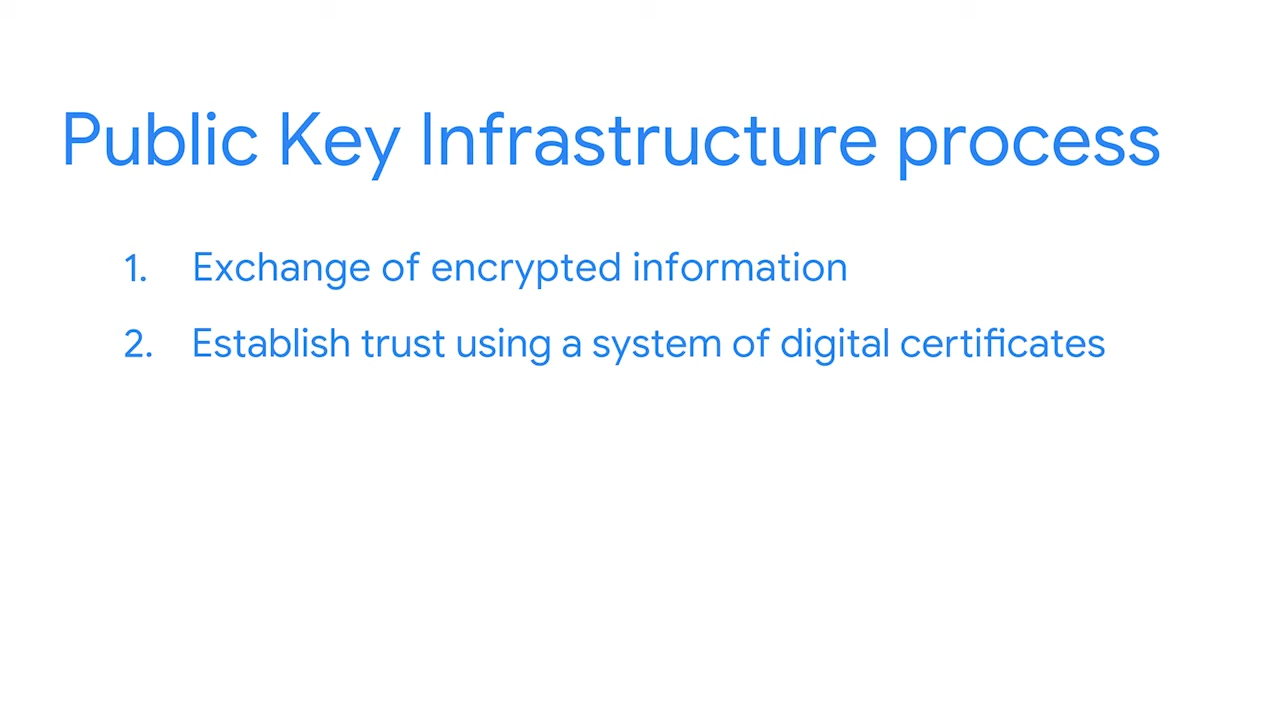 Public Key Infrastructure process
1. Exchange of encrypted information
2. Establish trust using a system of digital certificates